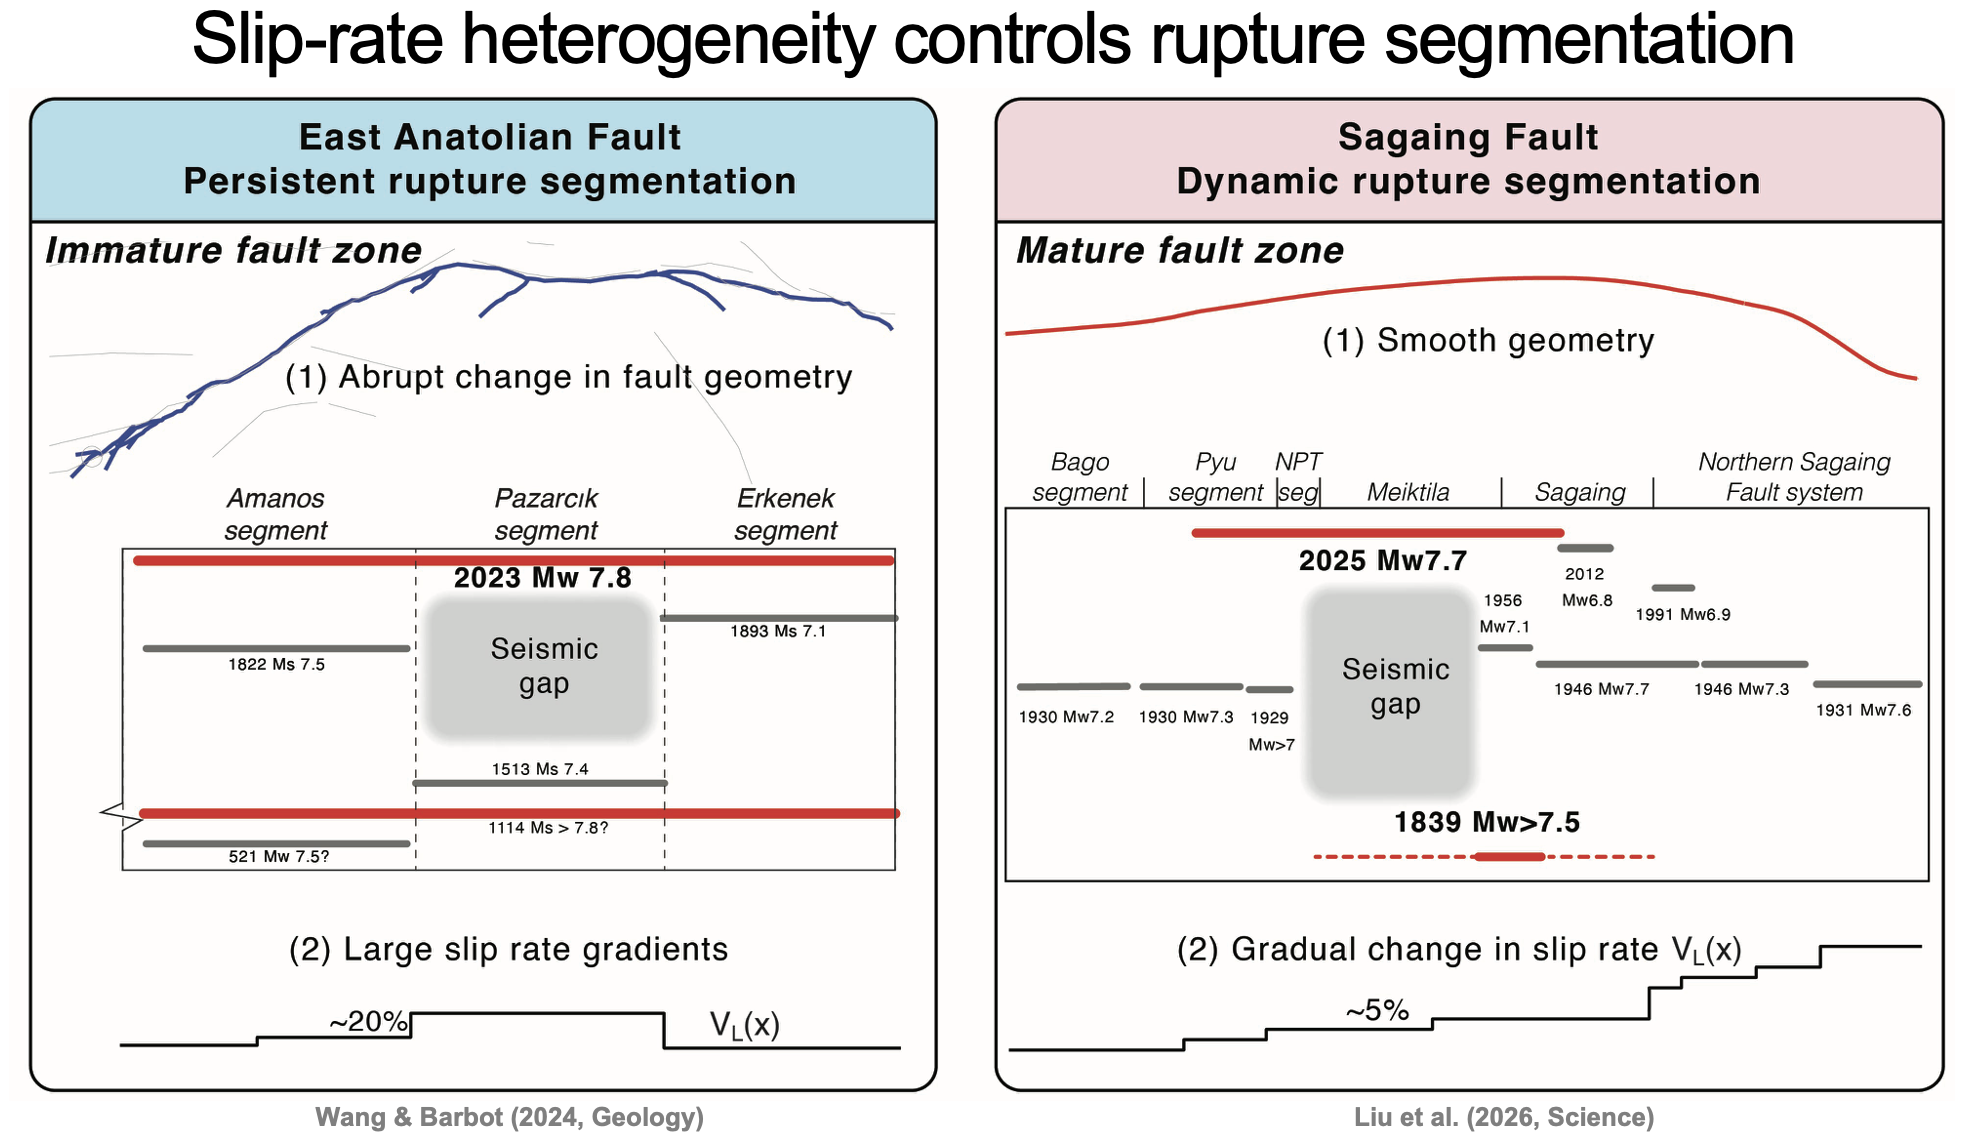 Slip-rate heterogeneity controls rupture segmentation
East Anatolian Fault
Persistent rupture segmentation
Immature fault zone
(1) Abrupt change in fault geometry
Amanos
segment
Pazarcık
segment
Erkenek
segment
2023 Mw 7.8
Seismic
gap
1893 Ms 7.1
1822 Ms 7.5
1513 Ms 7.4
1114 Ms > 7.8?
521 Mw 7.5?
(2) Large slip rate gradients
~20%
VL(x)
Wang & Barbot (2024, Geology)
Sagaing Fault
Dynamic rupture segmentation
Mature fault zone
(1) Smooth geometry
Bago
segment
Pyu
segment
NPT
seg
Meiktila
Sagaing
Northern Sagaing
Fault system
2025 Mw7.7
2012
Mw6.8
1956
Mw7.1
1991 Mw6.9
Seismic
gap
1930 Mw7.2
1930 Mw7.3
1929
Mw>7
1946 Mw7.7
1946 Mw7.3
1931 Mw7.6
1839 Mw>7.5
(2) Gradual change in slip rate VL(x)
~5%
Liu et al. (2026, Science)